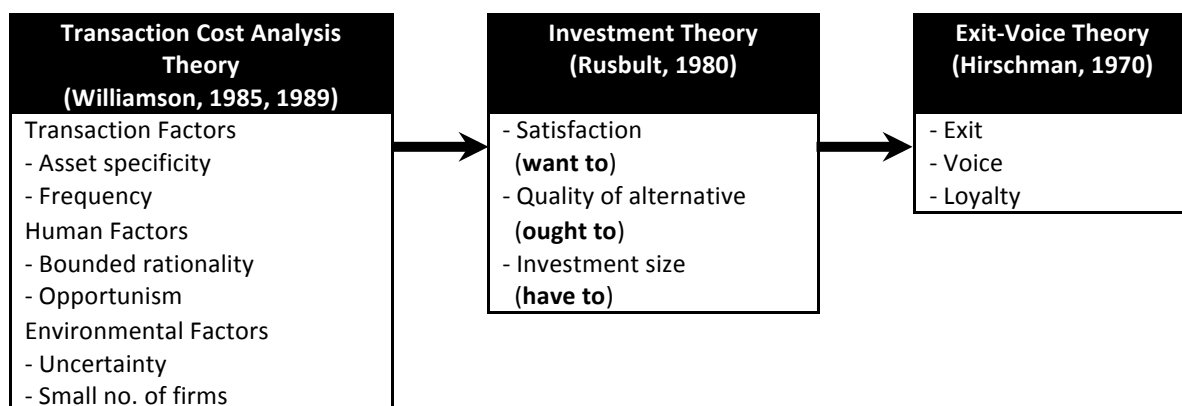 Transaction Cost Analysis
Theory
(Williamson, 1985, 1989)
Transaction Factors
- Asset specificity
- Frequency
Human Factors
- Bounded rationality
- Opportunism
Environmental Factors
- Uncertainty
- Small no. of firms
Investment Theory
(Rusbult, 1980)
- Satisfaction
(want to)
- Quality of alternative
(ought to)
- Investment size
(have to)
Exit-Voice Theory
(Hirschman, 1970)
- Exit
- Voice
- Loyalty